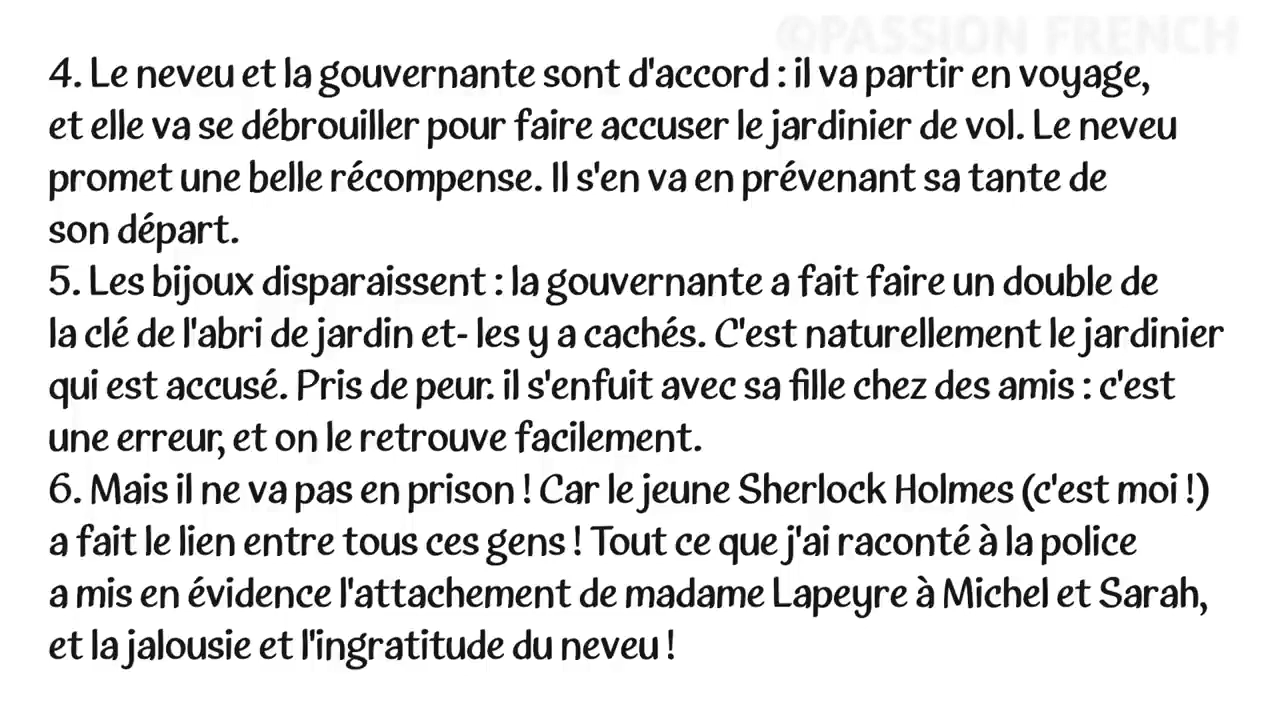 ©PASSION FRENCH
4. Le neveu et la gouvernante sont d'accord : il va partir en voyage,
et elle va se débrouiller pour faire accuser le jardinier de vol. Le neveu
promet une belle récompense. Il s'en va en prévenant sa tante de
son départ.
5. Les bijoux disparaissent : la gouvernante a fait faire un double de
la clé de l'abri de jardin et- les y a cachés. C'est naturellement le jardinier
qui est accusé. Pris de peur. il s'enfuit avec sa fille chez des amis : c'est
une erreur, et on le retrouve facilement.
6. Mais il ne va pas en prison ! Car le jeune Sherlock Holmes (c'est moi !)
a fait le lien entre tous ces gens ! Tout ce que j'ai raconté à la police
a mis en évidence l'attachement de madame Lapeyre à Michel et Sarah,
et la jalousie et l'ingratitude du neveu !